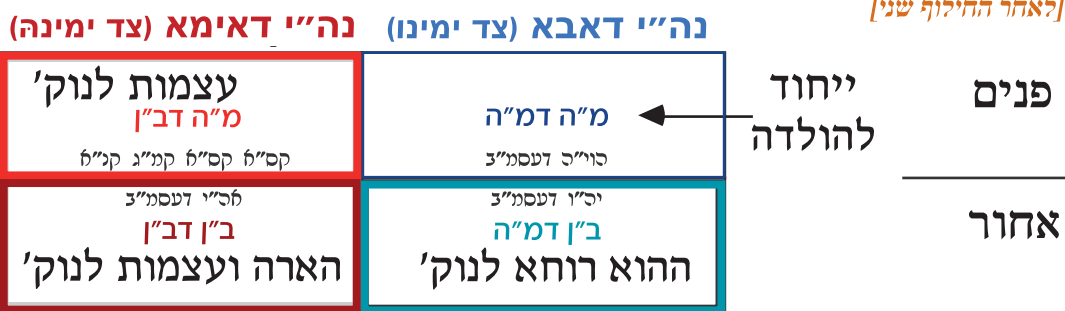 [לאחר החילוף שני]
נה״י דאבא (צד ימינו)
נה״י דאימא (צד ימינה)
פנים
ייחוד
להולדה
מ״ה דמ״ה
הוי״ה דעסמ״ב
עצמות לנוק׳
מ״ה דב״ן
קס״א קס״א קמ״ג קנ״א
אחור
יה״ו דעסמ״ב
ב״ן דמ״ה
ההוא רוחא לנוק׳
אה״י דעסמ״ב
ב״ן דב״ן
הארה ועצמות לנוק׳